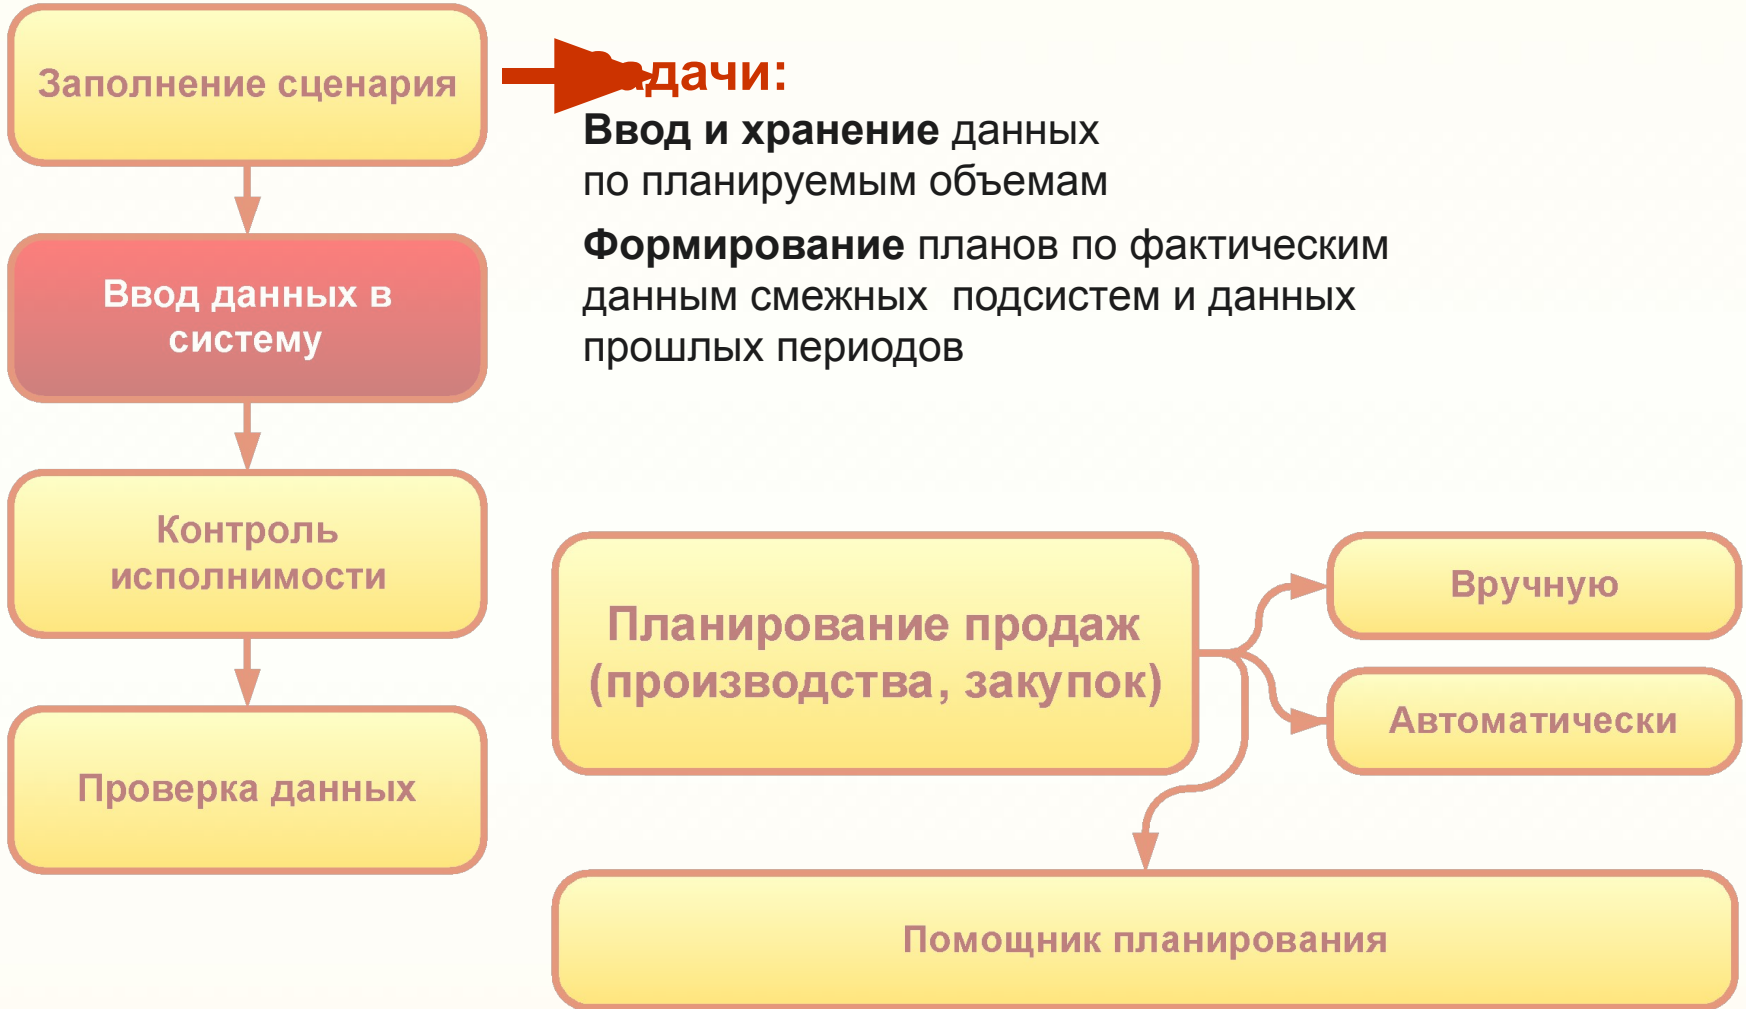 Заполнение сценария
адачи:
Ввод и хранение данных
по планируемым объемам
Формирование планов по фактическим
данным смежных подсистем и данных
прошлых периодов
Ввод данных в
систему
Контроль
исполнимости
Проверка данных
Планирование продаж
(производства, закупок)
Вручную
Автоматически
Помощник планирования